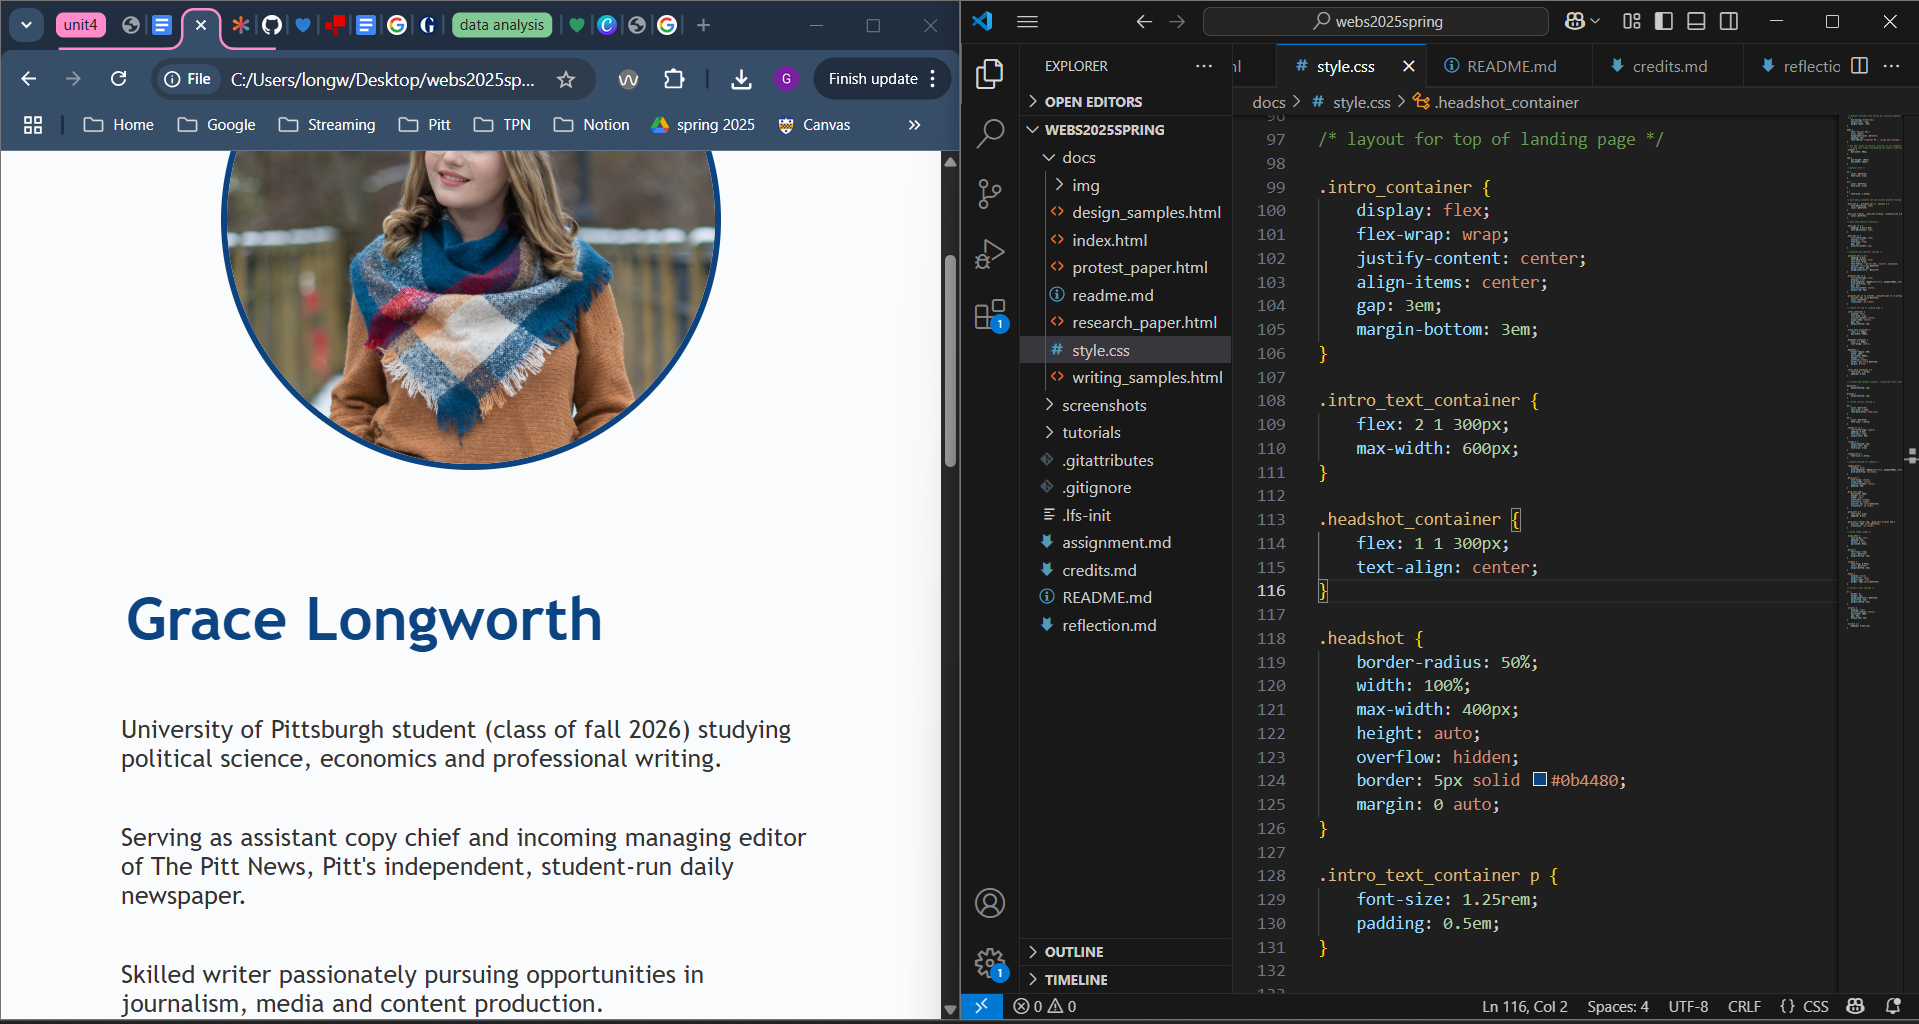 unit4
data analysis
File
C:/Users/longw/Desktop/webs2025sp...
G
Finish update
Home
Google
Streaming
Pitt
TPN
Notion
spring 2025
Canvas
»
Grace Longworth
University of Pittsburgh student (class of fall 2026) studying
political science, economics and professional writing.
Serving as assistant copy chief and incoming managing editor
of The Pitt News, Pitt's independent, student-run daily
newspaper.
Skilled writer passionately pursuing opportunities in
journalism, media and content production.
webs2025spring
EXPLORER
OPEN EDITORS
WEBS2025SPRING
docs
img
design_samples.html
index.html
protest_paper.html
readme.md
research_paper.html
style.css
writing_samples.html
screenshots
tutorials
.gitattributes
.gitignore
.lfs-init
assignment.md
credits.md
README.md
reflection.md
OUTLINE
TIMELINE
1
1
# style.css
README.md
credits.md
reflectio
docs > # style.css > .headshot_container
96
97 /* layout for top of landing page */
98
99 .intro_container {
100 display: flex;
101 flex-wrap: wrap;
102 justify-content: center;
103 align-items: center;
104 gap: 3em;
105 margin-bottom: 3em;
106 }
107
108 .intro_text_container {
109 flex: 2 1 300px;
110 max-width: 600px;
111 }
112
113 .headshot_container {
114 flex: 1 1 300px;
115 text-align: center;
116 }
117
118 .headshot {
119 border-radius: 50%;
120 width: 100%;
121 max-width: 400px;
122 height: auto;
123 overflow: hidden;
124 border: 5px solid #0b4480;
125 margin: 0 auto;
126 }
127
128 .intro_text_container p {
129 font-size: 1.25rem;
130 padding: 0.5em;
131 }
132
0 0
Ln 116, Col 2
Spaces: 4
UTF-8
CRLF
{} CSS